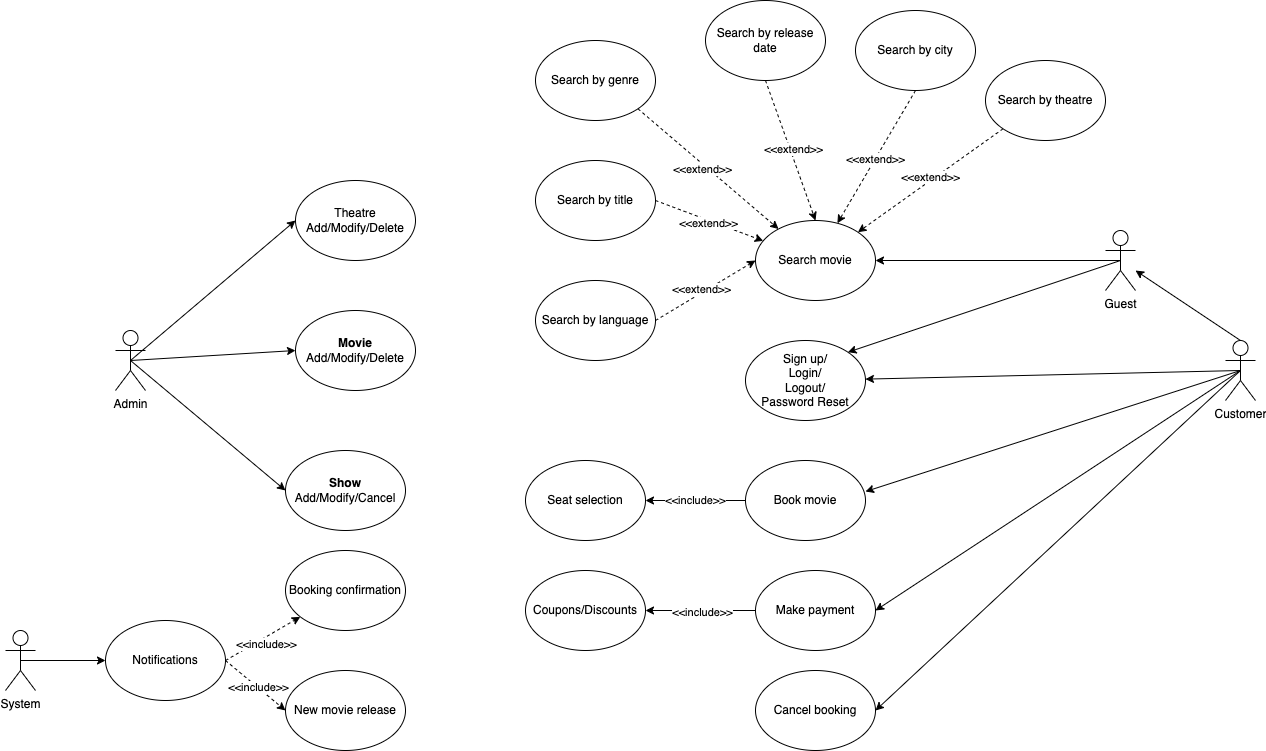 Search by release
date
Search by city
Search by genre
Search by theatre
<<extend>>
<<extend>>
<<extend>>
<<extend>>
Search by title
<<extend>>
Search movie
<<extend>>
Search by language
Theatre
Add/Modify/Delete
Movie
Add/Modify/Delete
Admin
Show
Add/Modify/Cancel
Guest
Sign up/
Login/
Logout/
Password Reset
Customer
Seat selection
<<include>>
Book movie
Booking confirmation
Coupons/Discounts
<<include>>
Make payment
<<include>>
Notifications
<<include>>
System
New movie release
Cancel booking